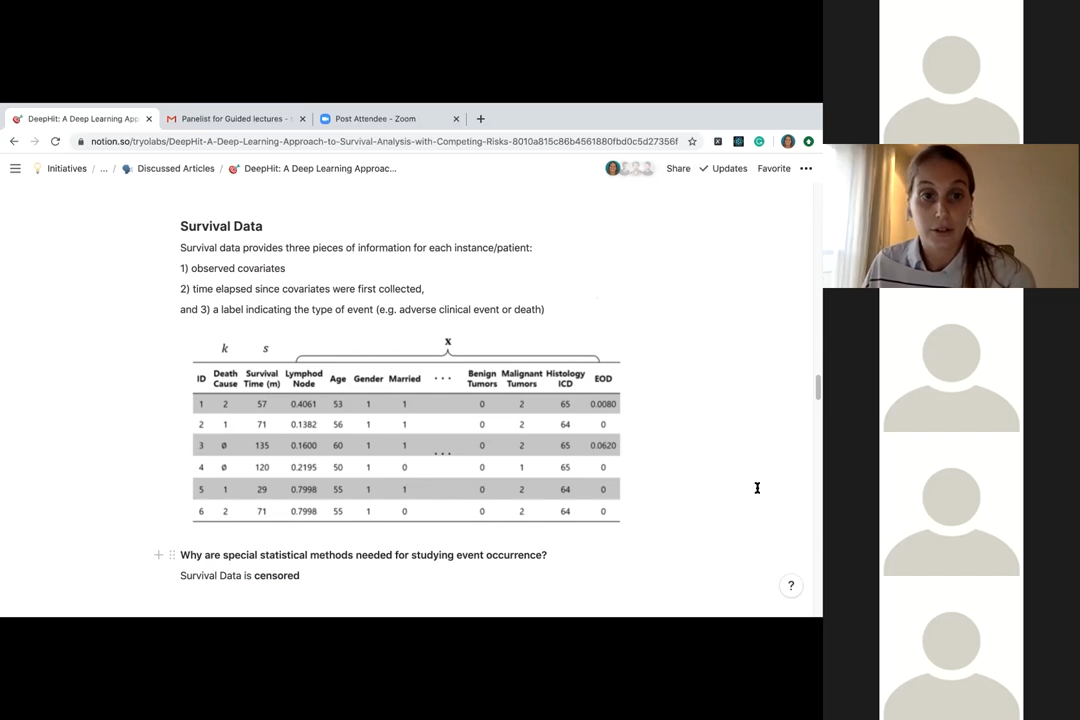 DeepHit: A Deep Learning App
Panelist for Guided lectures -
Post Attendee - Zoom
notion.so/tryolabs/DeepHit-A-Deep-Learning-Approach-to-Survival-Analysis-with-Competing-Risks-8010a815c86b4561880fbd0c5d27356f
Initiatives / ... / Discussed Articles / DeepHit: A Deep Learning Approac... Share Updates Favorite
Survival Data
Survival data provides three pieces of information for each instance/patient:
1) observed covariates
2) time elapsed since covariates were first collected,
and 3) a label indicating the type of event (e.g. adverse clinical event or death)
k s x
ID Death Cause Survival Time (m) Lymphod Node Age Gender Married ... Benign Tumors Malignant Tumors Histology ICD EOD
1 2 57 0.4061 53 1 1 0 2 65 0.0080
2 1 71 0.1382 56 1 1 0 2 64 0
3 ø 135 0.1600 60 1 1 ... 0 2 65 0.0620
4 ø 120 0.2195 50 1 0 0 1 65 0
5 1 29 0.7998 55 1 1 0 2 64 0
6 2 71 0.7998 55 1 0 0 2 64 0
Why are special statistical methods needed for studying event occurrence?
Survival Data is censored
?